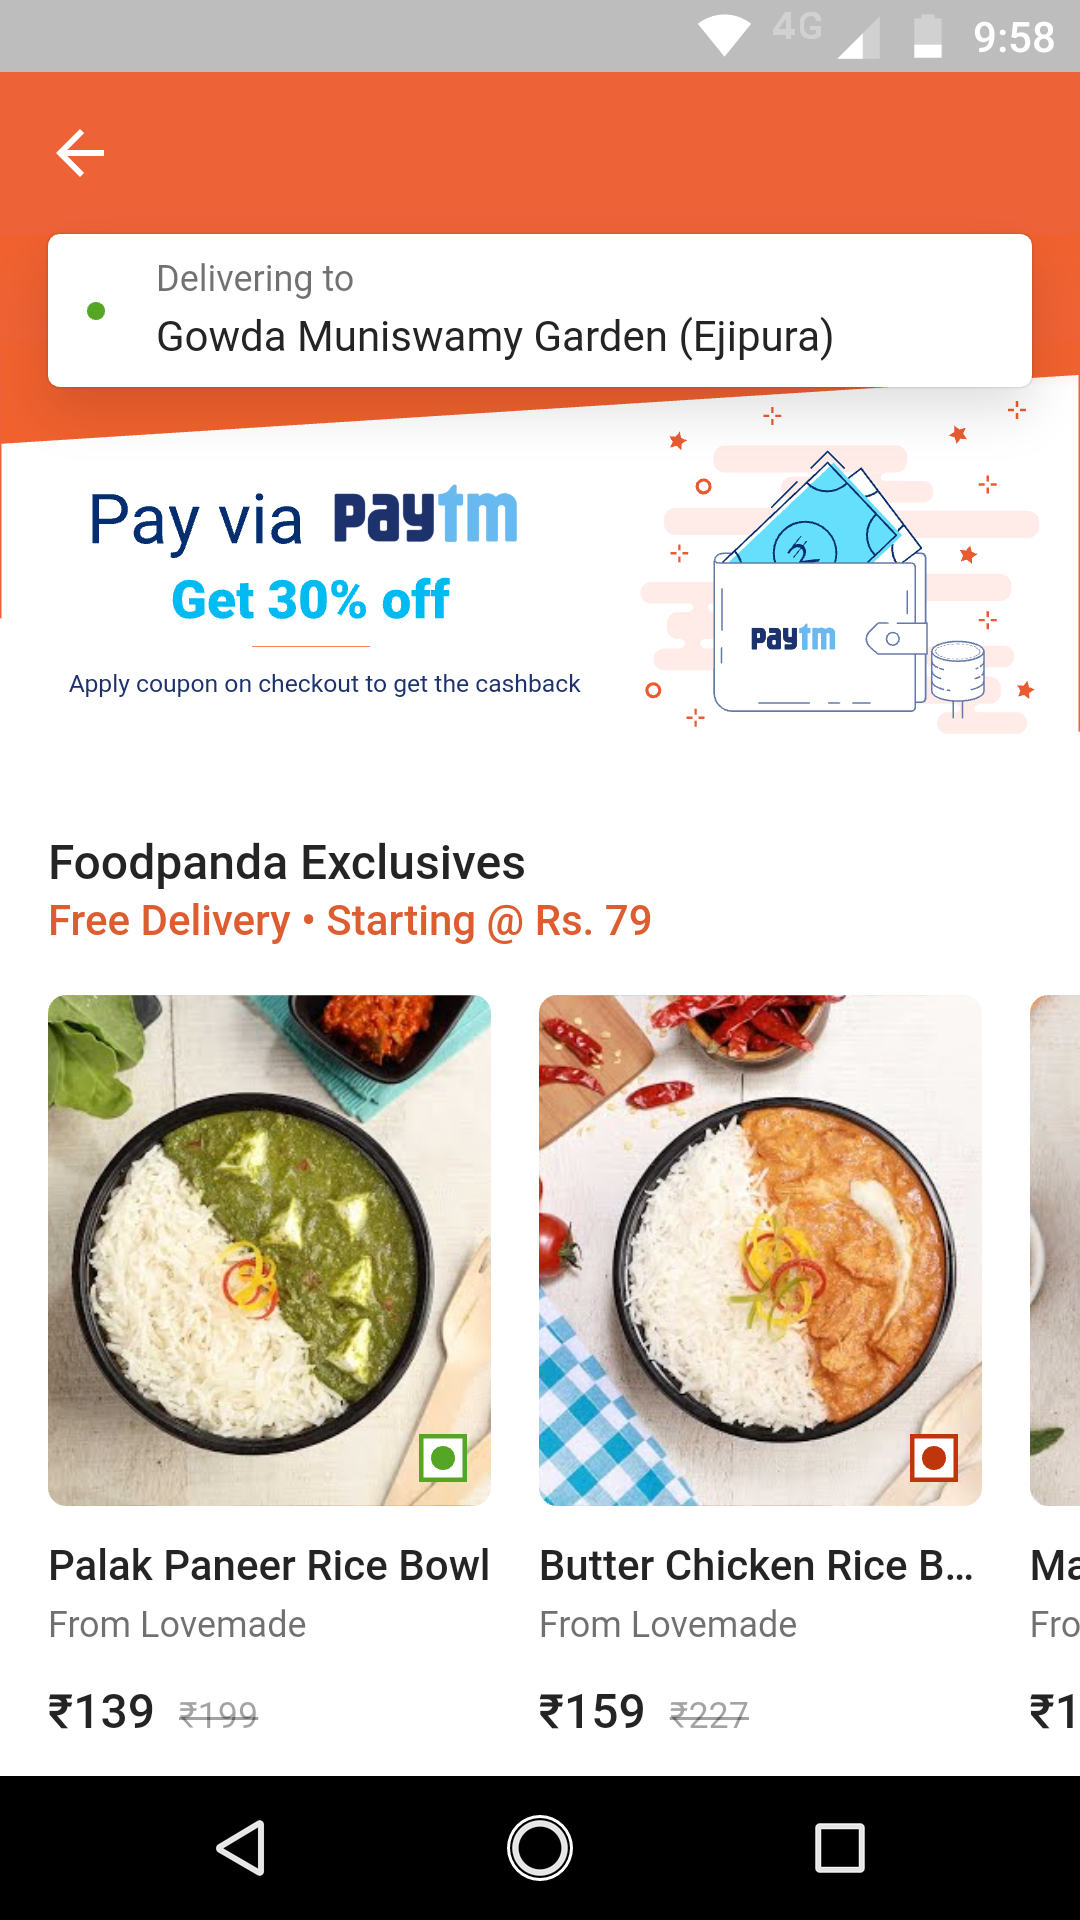 4G 9:58
Delivering to
Gowda Muniswamy Garden (Ejipura)
Pay via paytm
Get 30% off
Apply coupon on checkout to get the cashback
paytm
Foodpanda Exclusives
Free Delivery • Starting @ Rs. 79
Palak Paneer Rice Bowl
From Lovemade
₹139 ₹199
Butter Chicken Rice B...
From Lovemade
₹159 ₹227
Ma
Fro
₹1